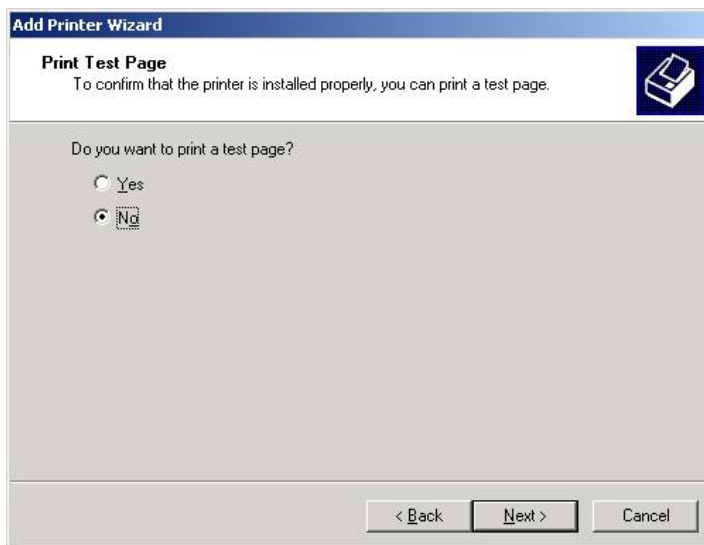 Add Printer Wizard
Print Test Page
To confirm that the printer is installed properly, you can print a test page.
Do you want to print a test page?
Yes
No
< Back Next > Cancel